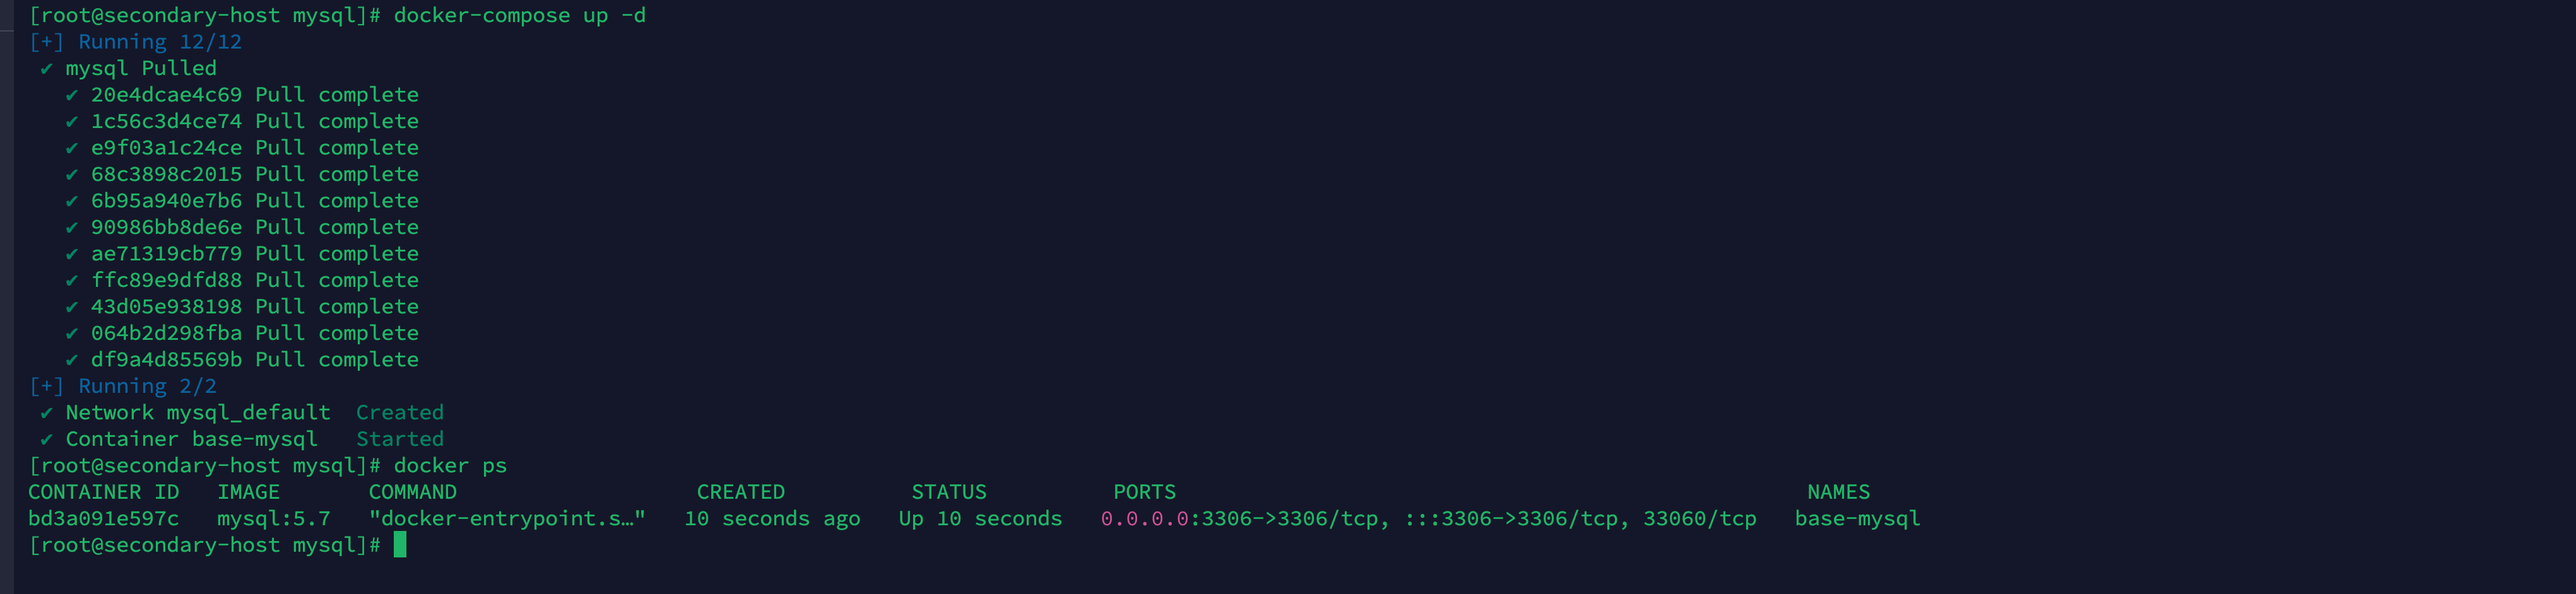 [root@secondary-host mysql]# docker-compose up -d
[+] Running 12/12
✔ mysql Pulled
✔ 20e4dcae4c69 Pull complete
✔ 1c56c3d4ce74 Pull complete
✔ e9f03a1c24ce Pull complete
✔ 68c3898c2015 Pull complete
✔ 6b95a940e7b6 Pull complete
✔ 90986bb8de6e Pull complete
✔ ae71319cb779 Pull complete
✔ ffc89e9dfd88 Pull complete
✔ 43d05e938198 Pull complete
✔ 064b2d298fba Pull complete
✔ df9a4d85569b Pull complete
[+] Running 2/2
✔ Network mysql_default Created
✔ Container base-mysql Started
[root@secondary-host mysql]# docker ps
CONTAINER ID IMAGE COMMAND CREATED STATUS PORTS NAMES
bd3a091e597c mysql:5.7 "docker-entrypoint.s…" 10 seconds ago Up 10 seconds 0.0.0.0:3306->3306/tcp, :::3306->3306/tcp, 33060/tcp base-mysql
[root@secondary-host mysql]#